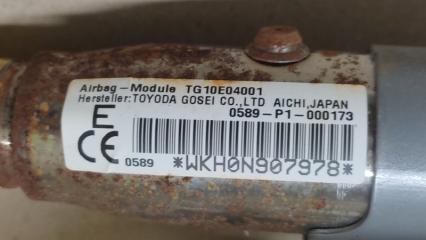 Airbag-Module TG10E04001
Hersteller:TOYODA GOSEI CO.,LTD AICHI,JAPAN
0589-P1-000173
E
CE 0589
*WKH0N907978*